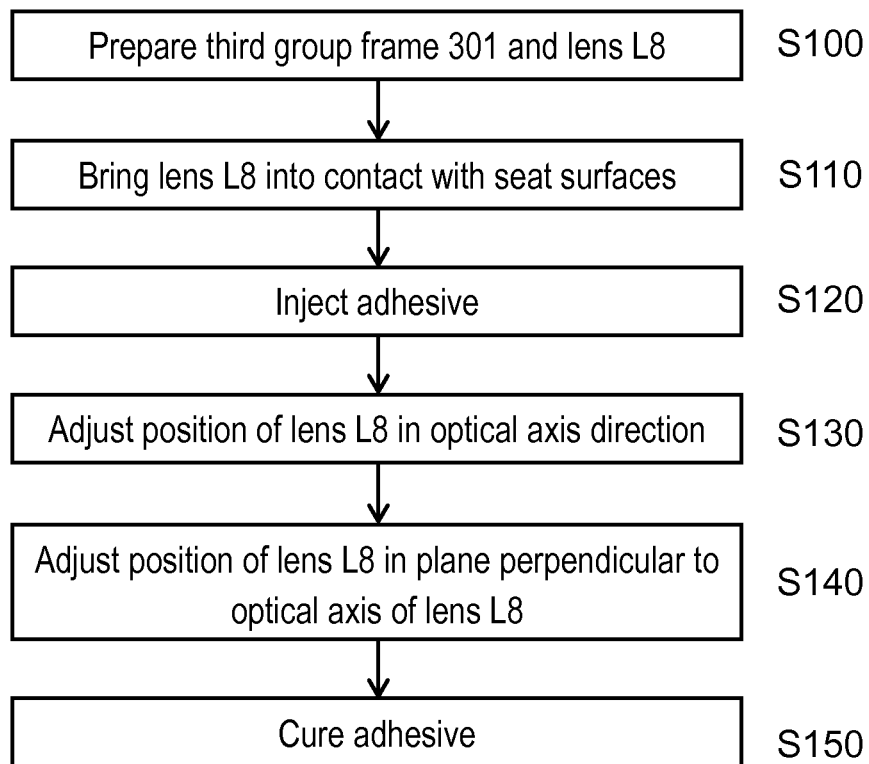 Prepare third group frame 301 and lens L8 S100
Bring lens L8 into contact with seat surfaces S110
Inject adhesive S120
Adjust position of lens L8 in optical axis direction S130
Adjust position of lens L8 in plane perpendicular to
optical axis of lens L8 S140
Cure adhesive S150